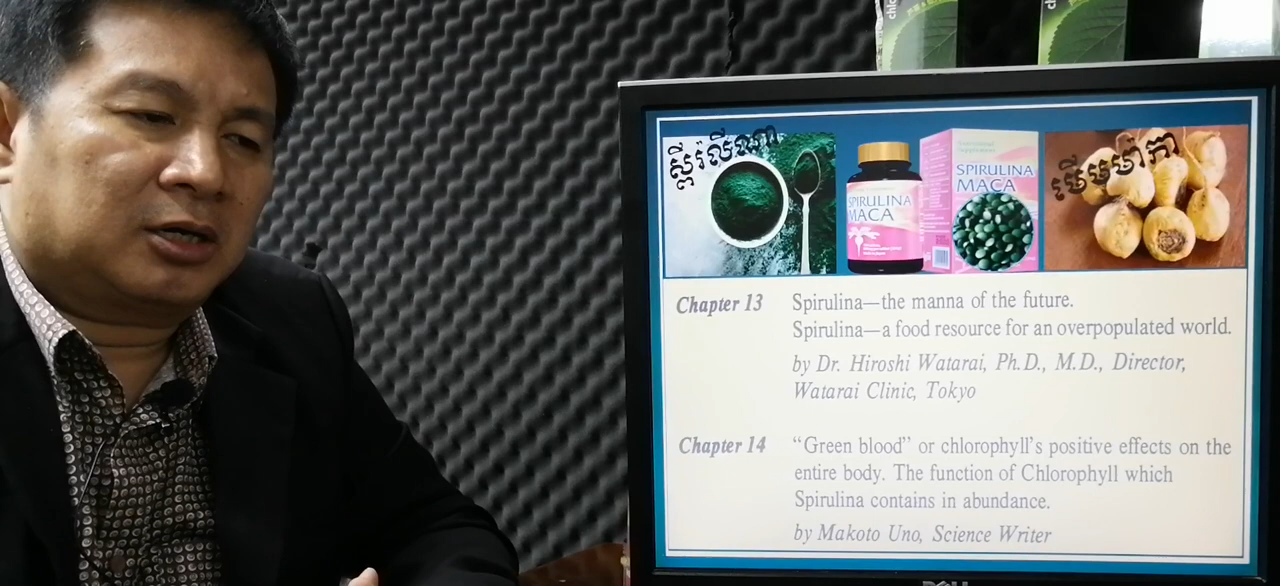 ស្ពីរូលីណា
មើមម៉ាកា
SPIRULINA
MACA
SPIRULINA
MACA
Chapter 13
Spirulina—the manna of the future.
Spirulina—a food resource for an overpopulated world.
by Dr. Hiroshi Watarai, Ph.D., M.D., Director,
Watarai Clinic, Tokyo
Chapter 14
“Green blood” or chlorophyll's positive effects on the
entire body. The function of Chlorophyll which
Spirulina contains in abundance.
by Makoto Uno, Science Writer